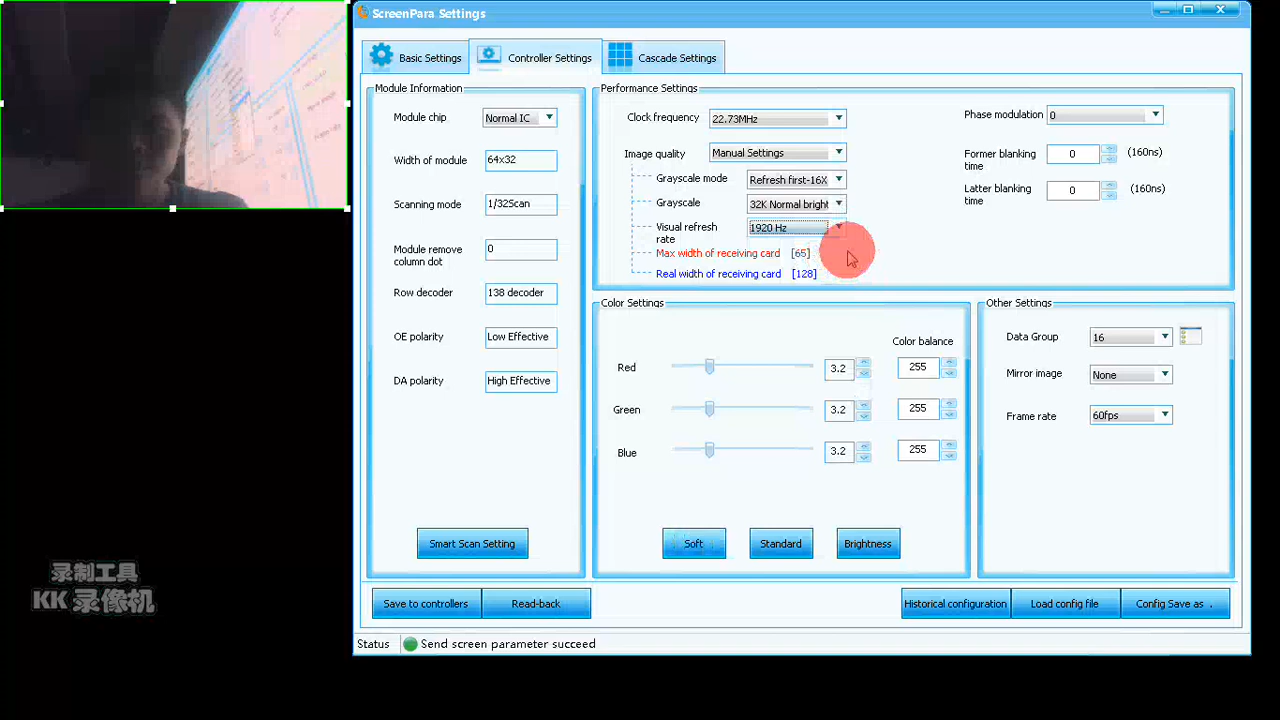 ScreenPara Settings
Basic Settings
Controller Settings
Cascade Settings
Module Information
Module chip
Normal IC
Width of module
64x32
Scanning mode
1/32Scan
Module remove
column dot
0
Row decoder
138 decoder
OE polarity
Low Effective
DA polarity
High Effective
Smart Scan Setting
Performance Settings
Clock frequency
22.73MHz
Image quality
Manual Settings
Grayscale mode
Refresh first-16X
Grayscale
32K Normal bright
Visual refresh
rate
1920 Hz
Max width of receiving card [65]
Real width of receiving card [128]
Phase modulation
0
Former blanking
time
0
(160ns)
Latter blanking
time
0
(160ns)
Color Settings
Color balance
Red
3.2
255
Green
3.2
255
Blue
3.2
255
Soft
Standard
Brightness
Other Settings
Data Group
16
Mirror image
None
Frame rate
60fps
Save to controllers
Read-back
Historical configuration
Load config file
Config Save as .
Status
Send screen parameter succeed
录制工具
KK 录像机